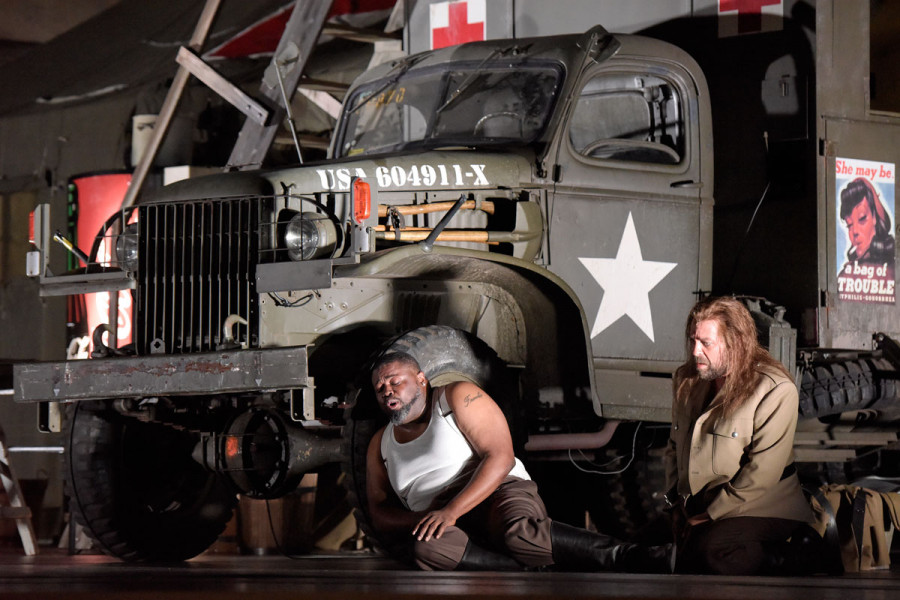 USA 604911-X
She may be.
a bag of
TROUBLE